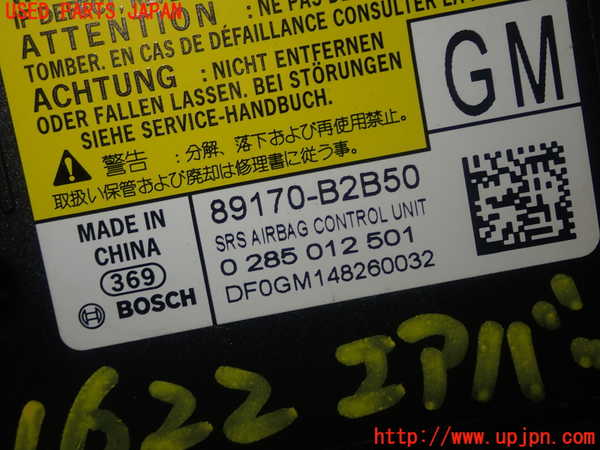 USED PARTS JAPAN
ATTENTION : NE PAS
TOMBER. EN CAS DE DÉFAILLANCE CONSULTER
ACHTUNG : NICHT ENTFERNEN
ODER FALLEN LASSEN. BEI STÖRUNGEN
SIEHE SERVICE-HANDBUCH.
警告 : 分解、落下および再使用禁止。
取扱い保管および廃却は修理書に従う事。
GM
MADE IN
CHINA
369
BOSCH
89170-B2B50
SRS AIRBAG CONTROL UNIT
0 285 012 501
DF0GM148260032
1622 エアバ
http://www.upjpn.com